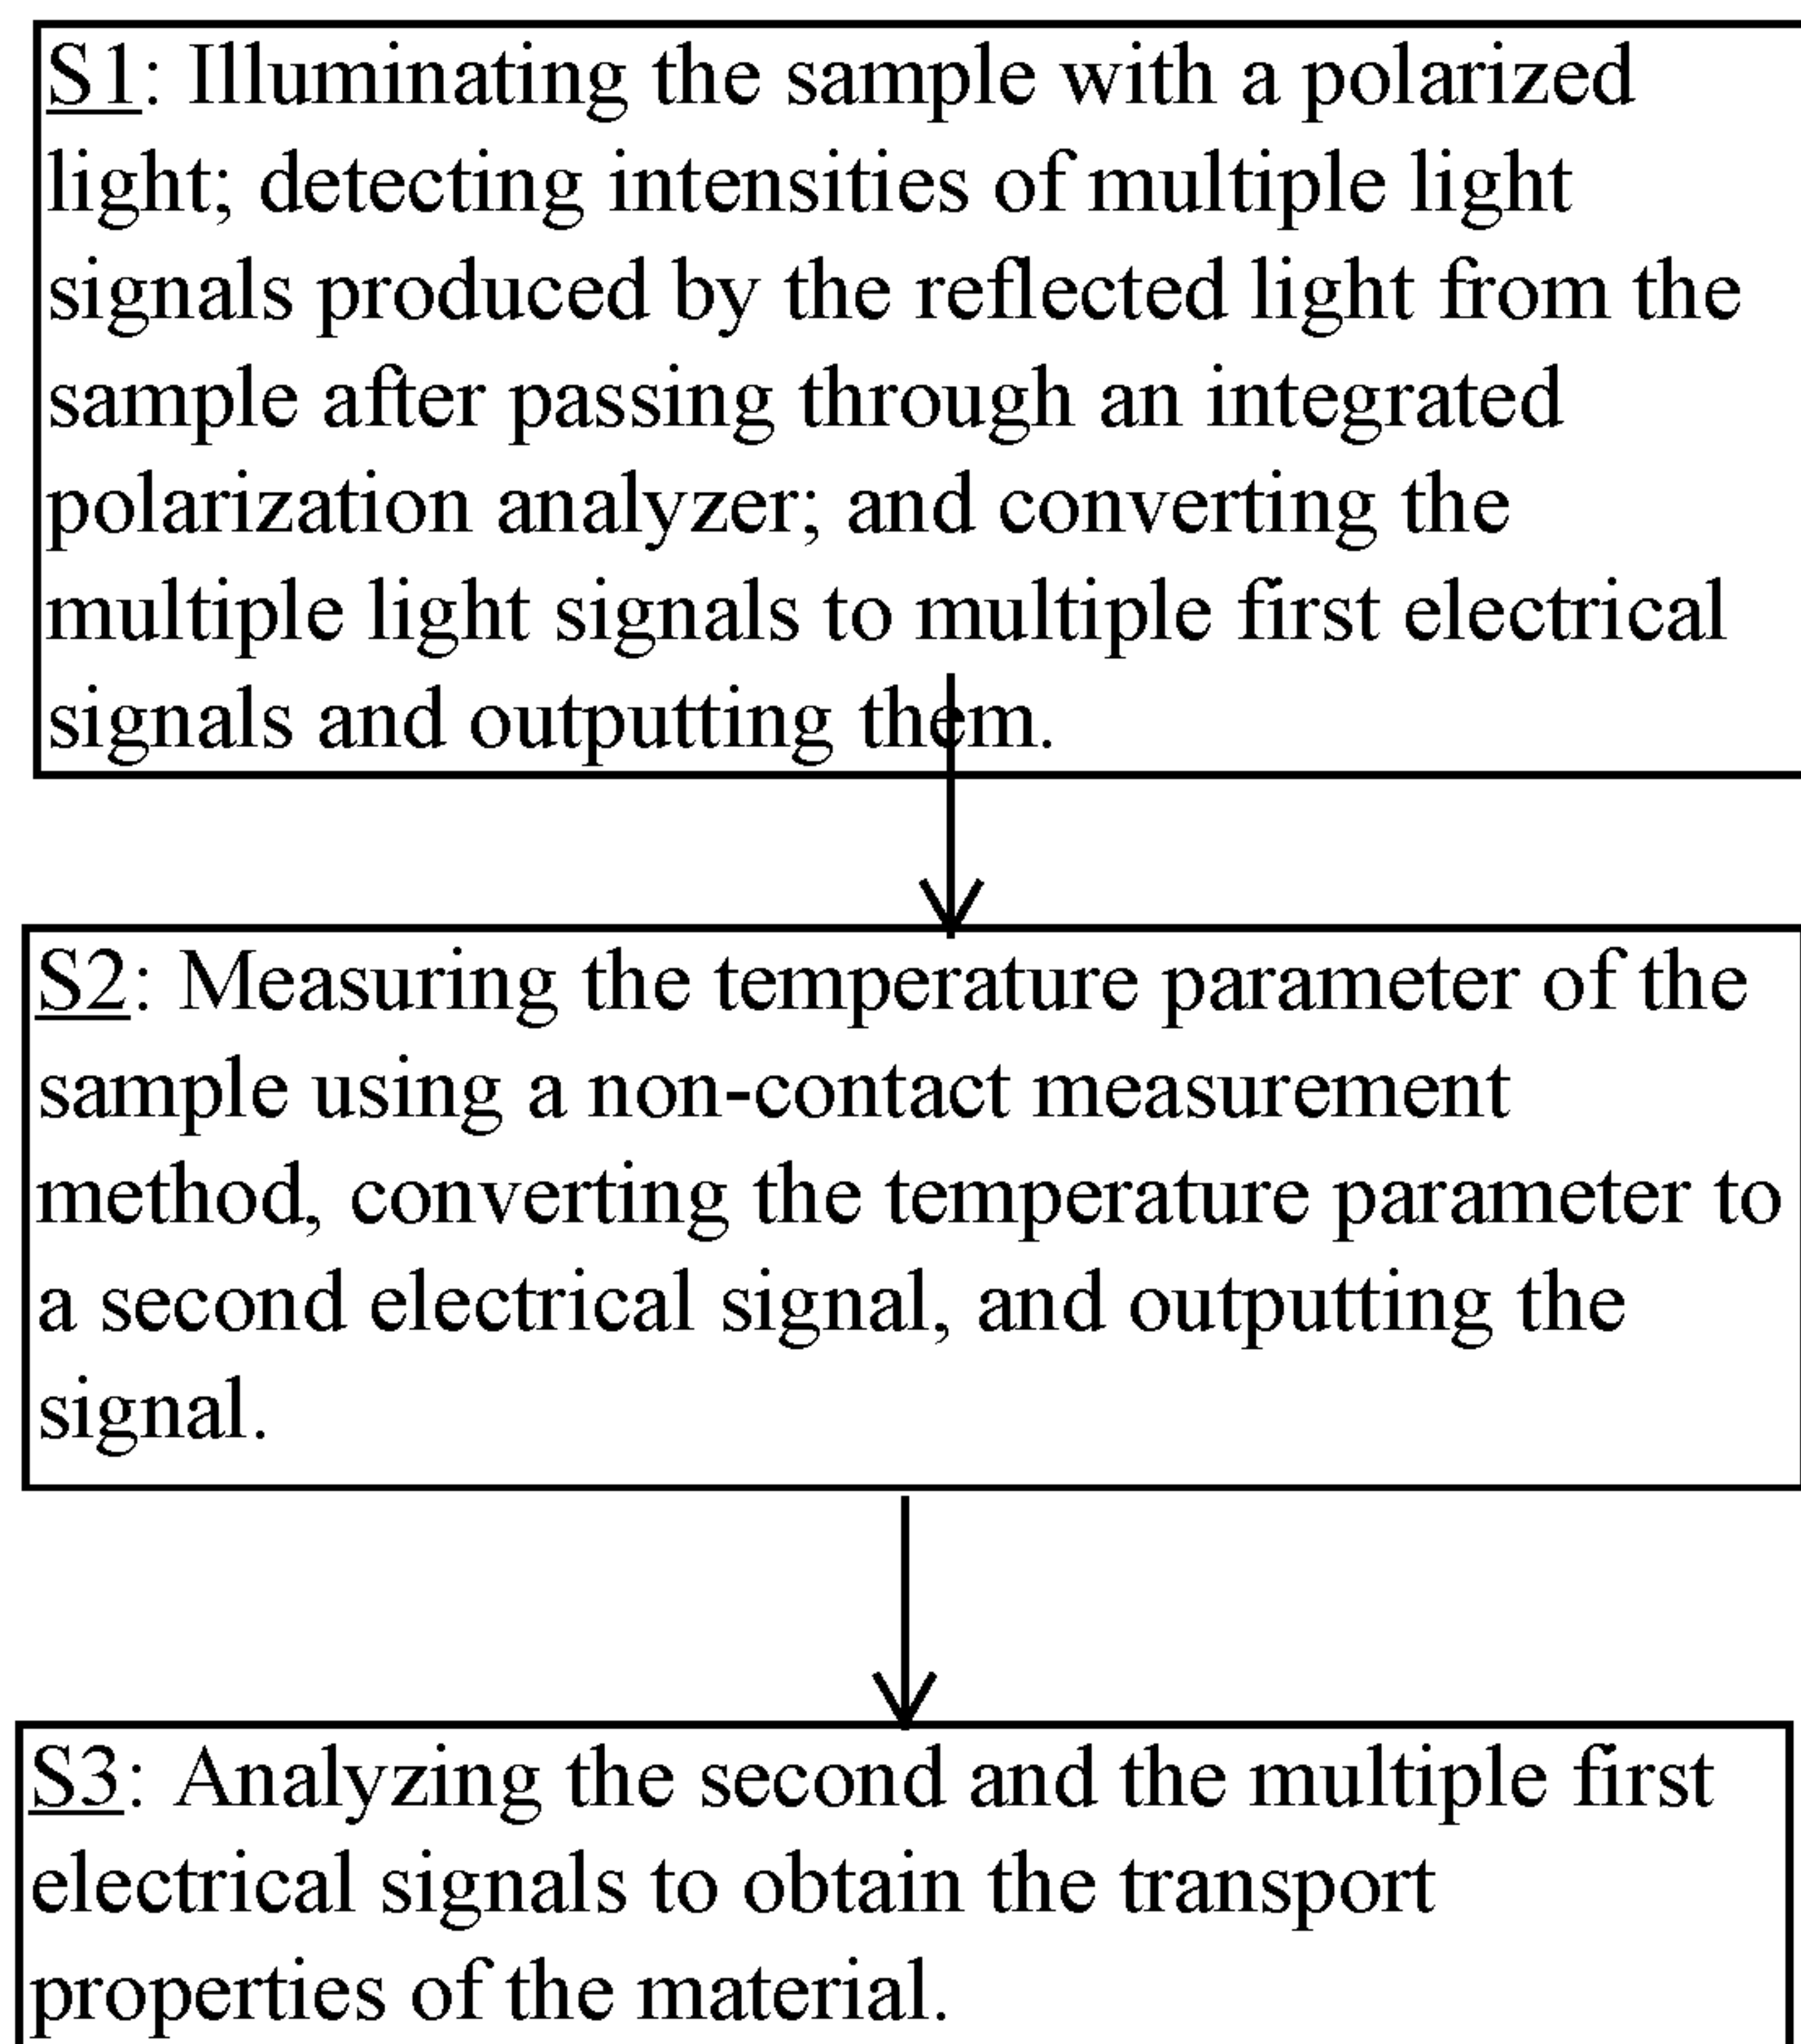 S1: Illuminating the sample with a polarized
light; detecting intensities of multiple light
signals produced by the reflected light from the
sample after passing through an integrated
polarization analyzer; and converting the
multiple light signals to multiple first electrical
signals and outputting them.
S2: Measuring the temperature parameter of the
sample using a non-contact measurement
method, converting the temperature parameter to
a second electrical signal, and outputting the
signal.
S3: Analyzing the second and the multiple first
electrical signals to obtain the transport
properties of the material.